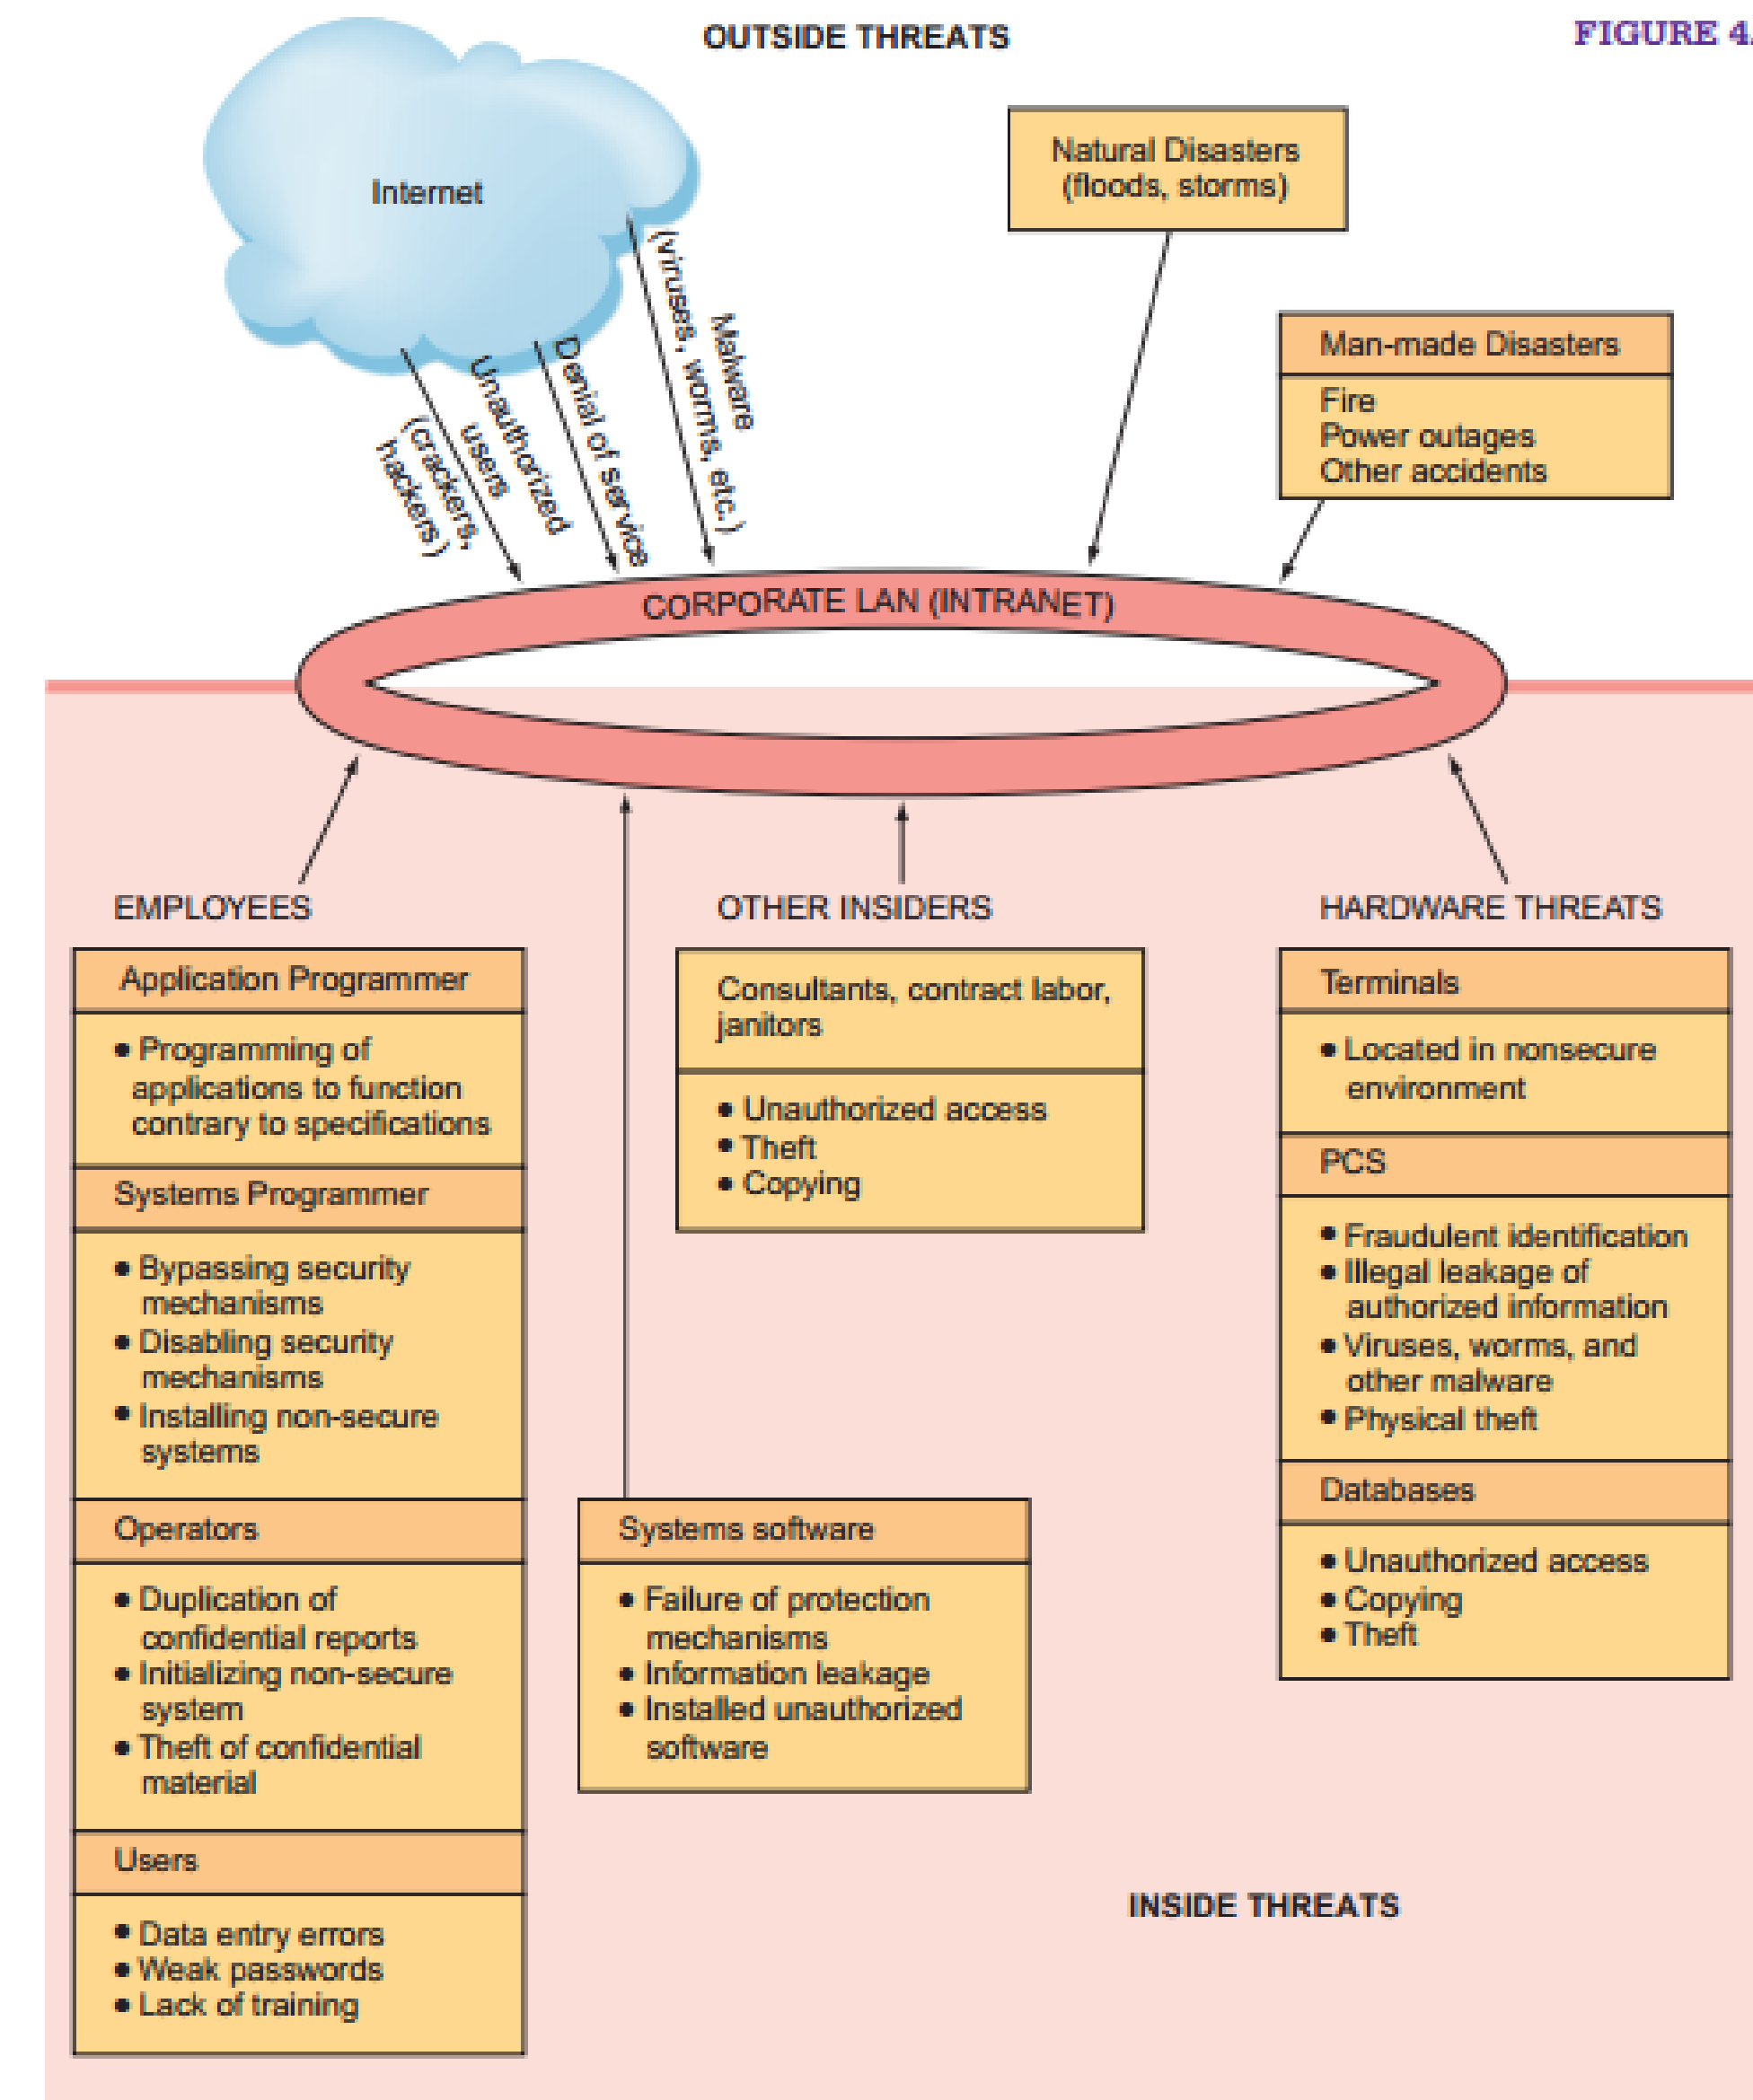 OUTSIDE THREATS
FIGURE 4.
Internet
Natural Disasters
(floods, storms)
Man-made Disasters
Fire
Power outages
Other accidents
Malware
(viruses, worms, etc.)
Denial of service
Unauthorized
users
(crackers,
hackers)
CORPORATE LAN (INTRANET)
EMPLOYEES
Application Programmer
• Programming of
applications to function
contrary to specifications
Systems Programmer
• Bypassing security
mechanisms
• Disabling security
mechanisms
• Installing non-secure
systems
Operators
• Duplication of
confidential reports
• Initializing non-secure
system
• Theft of confidential
material
Users
• Data entry errors
• Weak passwords
• Lack of training
OTHER INSIDERS
Consultants, contract labor,
janitors
• Unauthorized access
• Theft
• Copying
Systems software
• Failure of protection
mechanisms
• Information leakage
• Installed unauthorized
software
HARDWARE THREATS
Terminals
• Located in nonsecure
environment
PCS
• Fraudulent identification
• Illegal leakage of
authorized information
• Viruses, worms, and
other malware
• Physical theft
Databases
• Unauthorized access
• Copying
• Theft
INSIDE THREATS